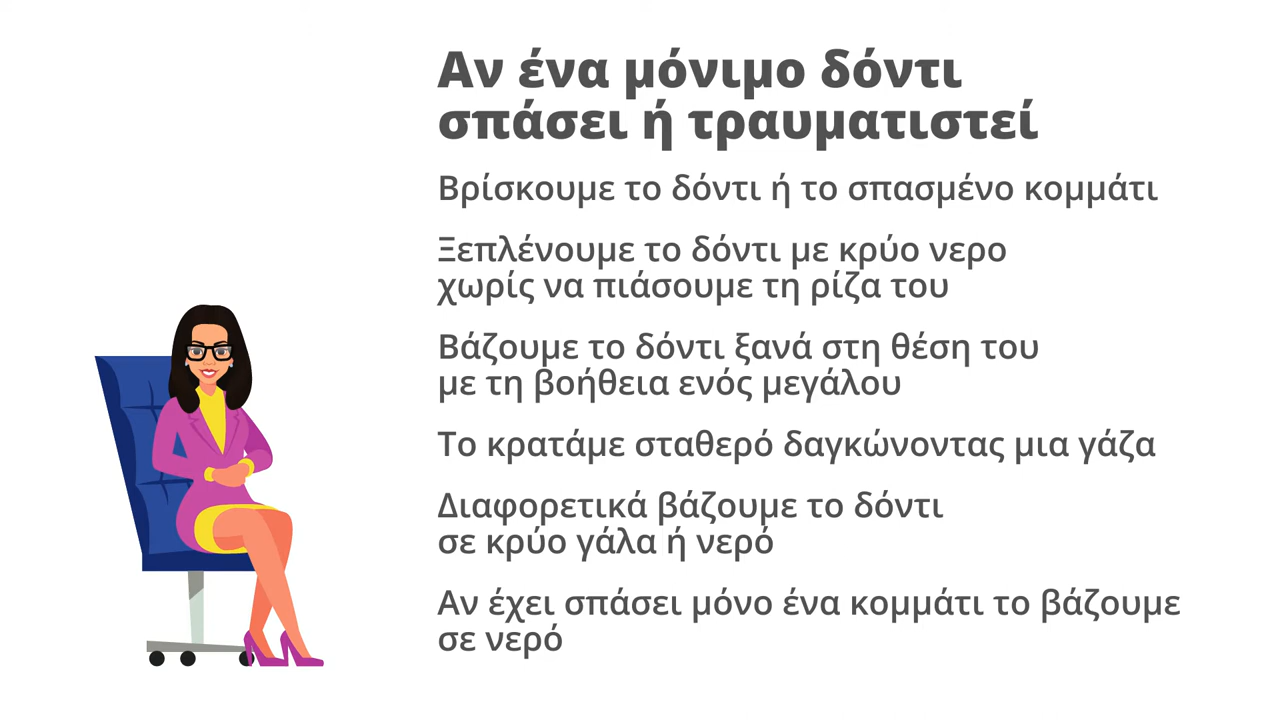 Αν ένα μόνιμο δόντι
σπάσει ή τραυματιστεί
Βρίσκουμε το δόντι ή το σπασμένο κομμάτι
Ξεπλένουμε το δόντι με κρύο νερο
χωρίς να πιάσουμε τη ρίζα του
Βάζουμε το δόντι ξανά στη θέση του
με τη βοήθεια ενός μεγάλου
Το κρατάμε σταθερό δαγκώνοντας μια γάζα
Διαφορετικά βάζουμε το δόντι
σε κρύο γάλα ή νερό
Αν έχει σπάσει μόνο ένα κομμάτι το βάζουμε
σε νερό